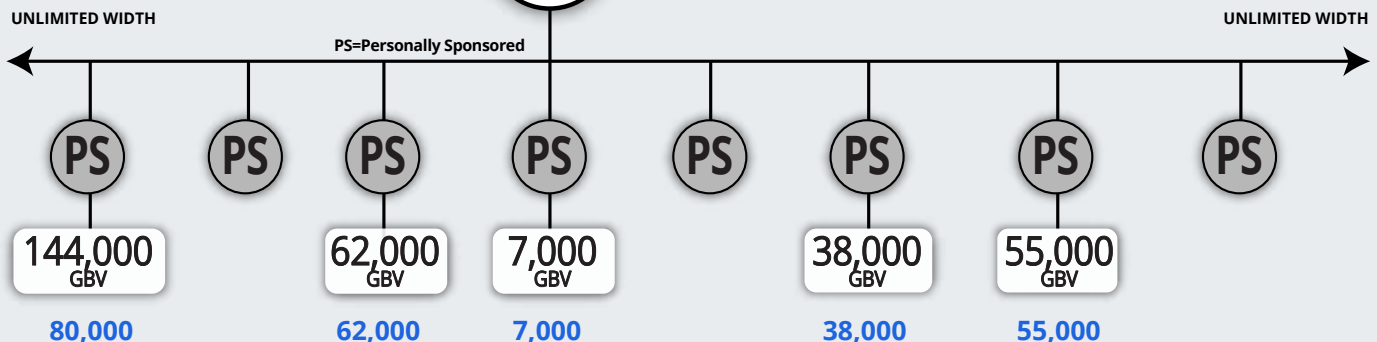 UNLIMITED WIDTH UNLIMITED WIDTH
PS=Personally Sponsored
PS PS PS PS PS PS PS PS
144,000 62,000 7,000 38,000 55,000
GBV GBV GBV GBV GBV
80,000 62,000 7,000 38,000 55,000